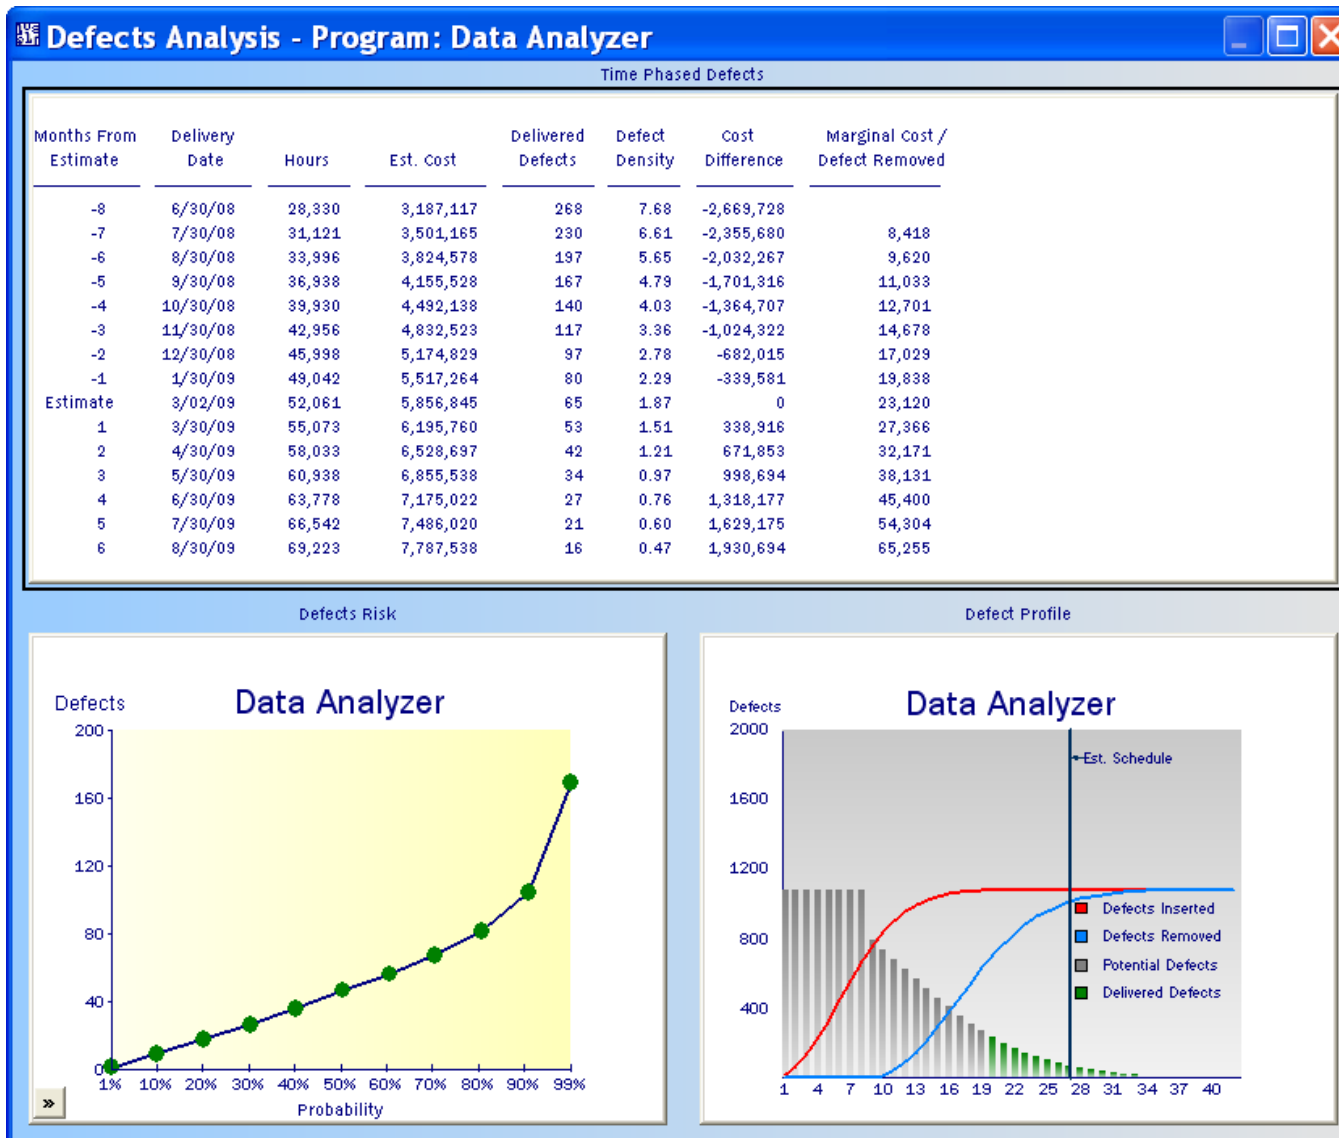 Defects Analysis - Program: Data Analyzer
Time Phased Defects
Months From Delivery Delivered Defect Cost Marginal Cost /
Estimate Date Hours Est. Cost Defects Density Difference Defect Removed
-8 6/30/08 28,330 3,187,117 268 7.68 -2,669,728
-7 7/30/08 31,121 3,501,165 230 6.61 -2,355,680 8,418
-6 8/30/08 33,996 3,824,578 197 5.65 -2,032,267 9,620
-5 9/30/08 36,938 4,155,528 167 4.79 -1,701,316 11,033
-4 10/30/08 39,930 4,492,138 140 4.03 -1,364,707 12,701
-3 11/30/08 42,956 4,832,523 117 3.36 -1,024,322 14,678
-2 12/30/08 45,998 5,174,829 97 2.78 -682,015 17,029
-1 1/30/09 49,042 5,517,264 80 2.29 -339,581 19,838
Estimate 3/02/09 52,061 5,856,845 65 1.87 0 23,120
1 3/30/09 55,073 6,195,760 53 1.51 338,916 27,366
2 4/30/09 58,033 6,528,697 42 1.21 671,853 32,171
3 5/30/09 60,938 6,855,538 34 0.97 998,694 38,131
4 6/30/09 63,778 7,175,022 27 0.76 1,318,177 45,400
5 7/30/09 66,542 7,486,020 21 0.60 1,629,175 54,304
6 8/30/09 69,223 7,787,538 16 0.47 1,930,694 65,255
Defects Risk
Data Analyzer
Defects
200
160
120
80
40
0
1% 10% 20% 30% 40% 50% 60% 70% 80% 90% 99%
Probability
»
Defect Profile
Data Analyzer
Defects
2000
1600
1200
800
400
Est. Schedule
Defects Inserted
Defects Removed
Potential Defects
Delivered Defects
1 4 7 10 13 16 19 22 25 28 31 34 37 40